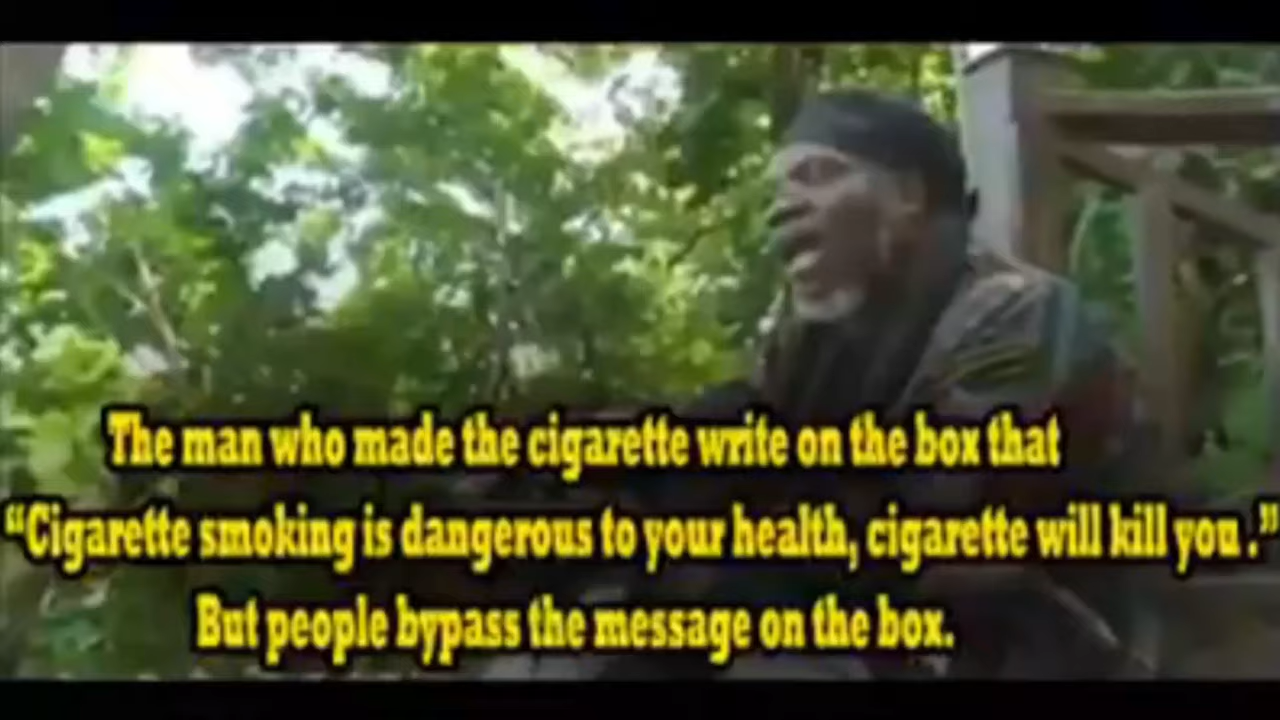 The man who made the cigarette write on the box that
“Cigarette smoking is dangerous to your health, cigarette will kill you .”
But people bypass the message on the box.